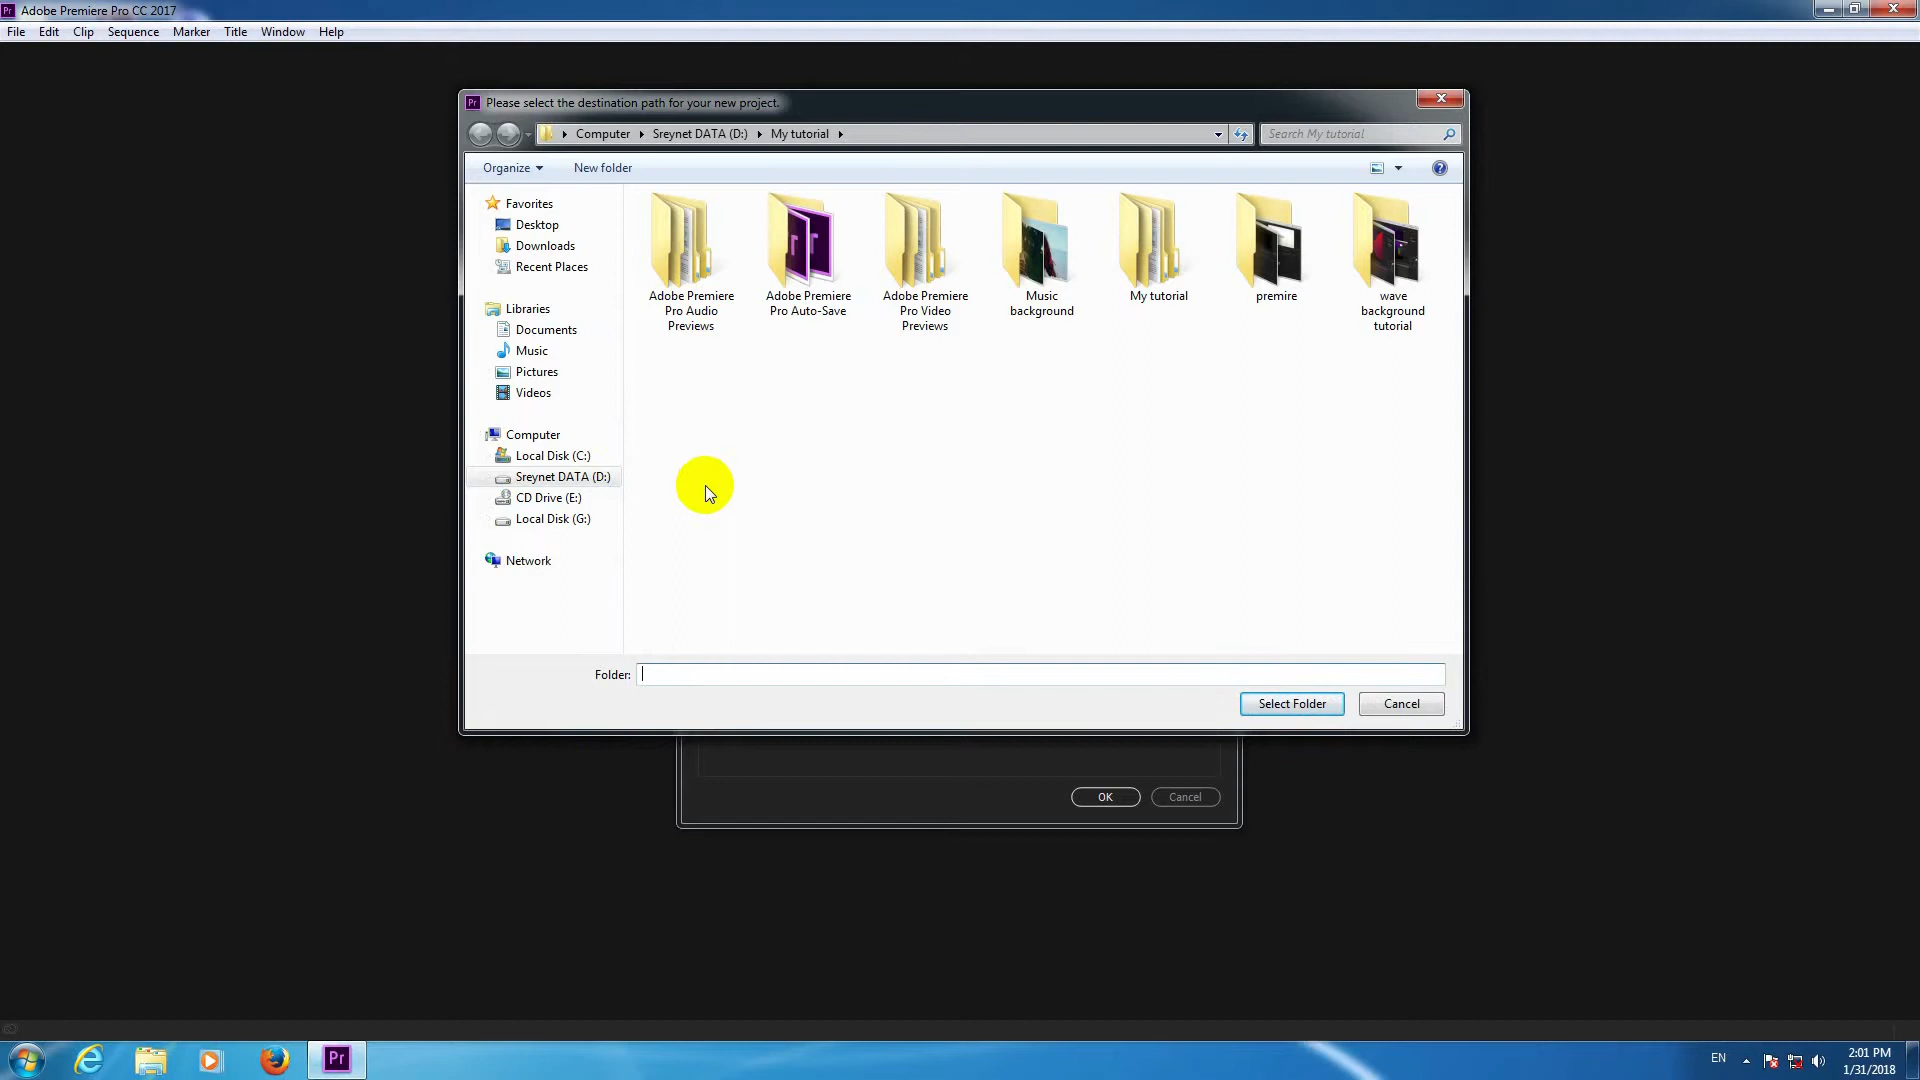 Adobe Premiere Pro CC 2017
File Edit Clip Sequence Marker Title Window Help
Please select the destination path for your new project.
Computer Sreynet DATA (D:) My tutorial
Search My tutorial
Organize New folder
Favorites
Desktop
Downloads
Recent Places
Libraries
Documents
Music
Pictures
Videos
Computer
Local Disk (C:)
Sreynet DATA (D:)
CD Drive (E:)
Local Disk (G:)
Network
Adobe Premiere
Pro Audio
Previews
Adobe Premiere
Pro Auto-Save
Adobe Premiere
Pro Video
Previews
Music
background
My tutorial
premire
wave
background
tutorial
Folder:
Select Folder Cancel
OK Cancel
Pr
EN
2:01 PM
1/31/2018